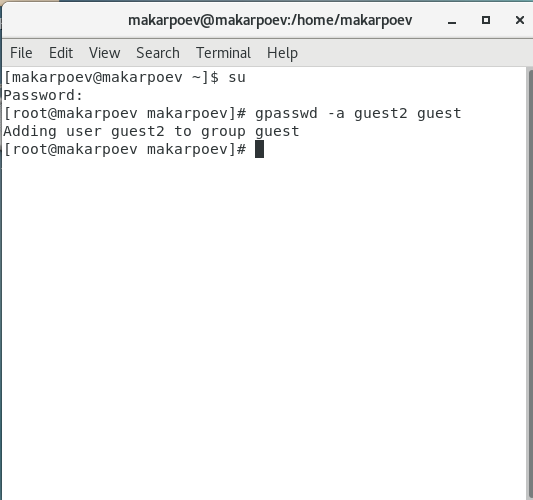 makarpoev@makarpoev:/home/makarpoev
File Edit View Search Terminal Help
[makarpoev@makarpoev ~]$ su
Password:
[root@makarpoev makarpoev]# gpasswd -a guest2 guest
Adding user guest2 to group guest
[root@makarpoev makarpoev]#